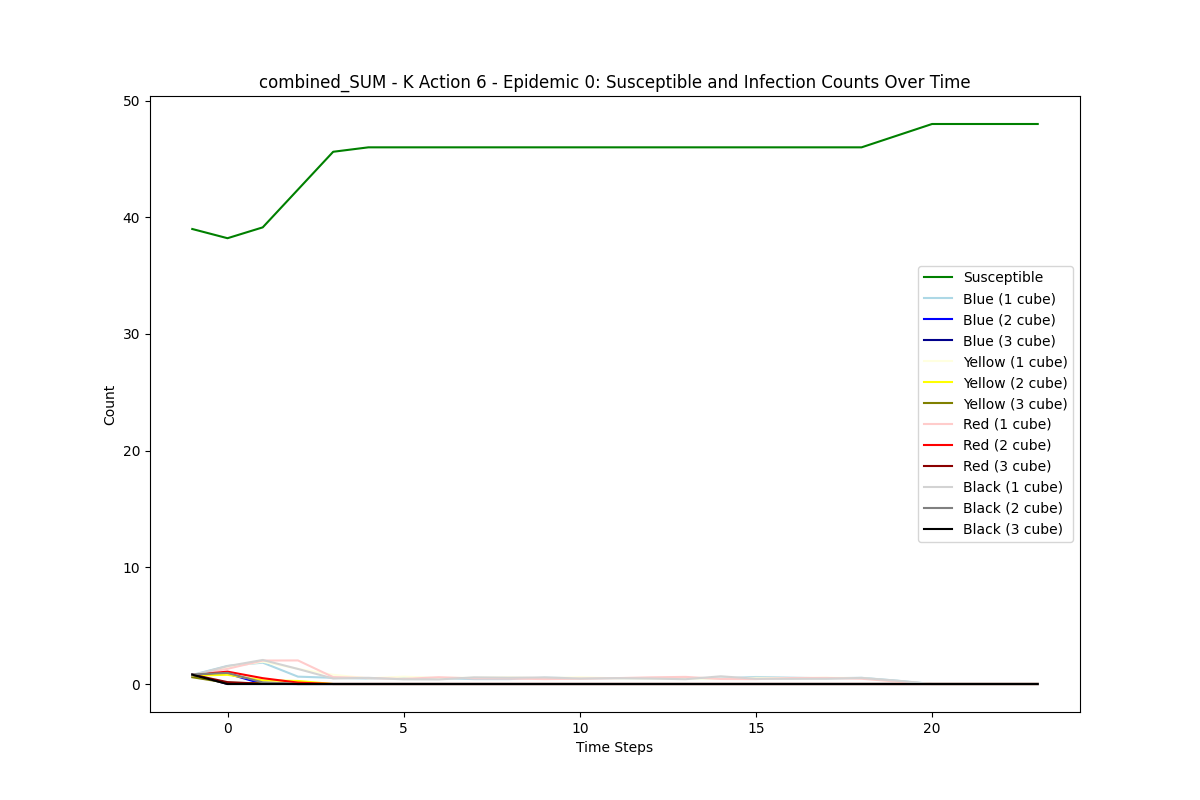 combined_SUM - K Action 6 - Epidemic 0: Susceptible and Infection Counts Over Time
50
40
30
20
10
0
Count
Susceptible
Blue (1 cube)
Blue (2 cube)
Blue (3 cube)
Yellow (1 cube)
Yellow (2 cube)
Yellow (3 cube)
Red (1 cube)
Red (2 cube)
Red (3 cube)
Black (1 cube)
Black (2 cube)
Black (3 cube)
0 5 10 15 20
Time Steps